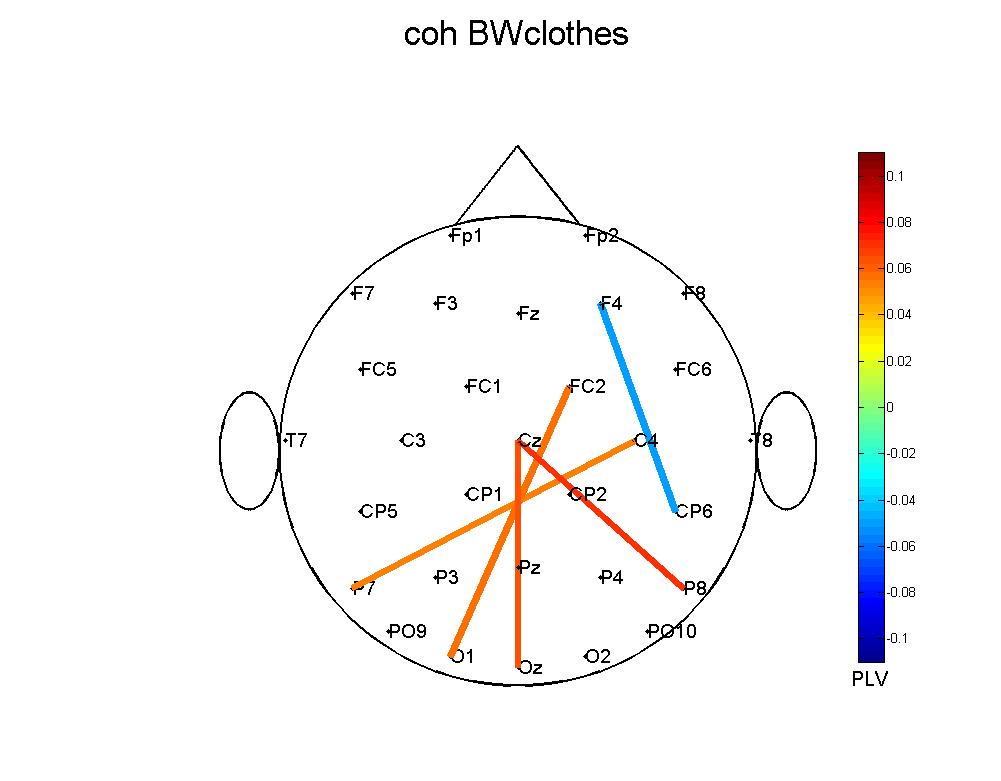 coh BWclothes
Fp1 Fp2
F7 F3 Fz F4 F8
FC5 FC1 FC2 FC6
T7 C3 Cz C4 T8
CP5 CP1 CP2 CP6
P7 P3 Pz P4 P8
PO9 PO10
O1 Oz O2
0.1
0.08
0.06
0.04
0.02
0
-0.02
-0.04
-0.06
-0.08
-0.1
PLV